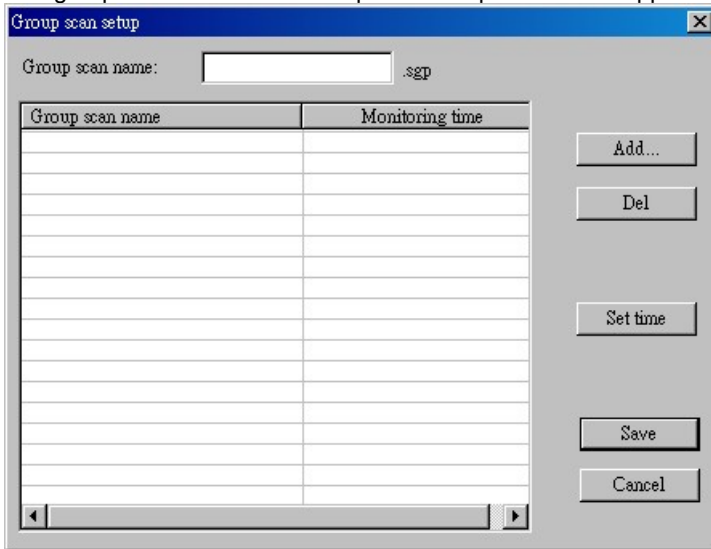 Group scan setup
Group scan name: .sgp
Group scan name Monitoring time
Add...
Del
Set time
Save
Cancel